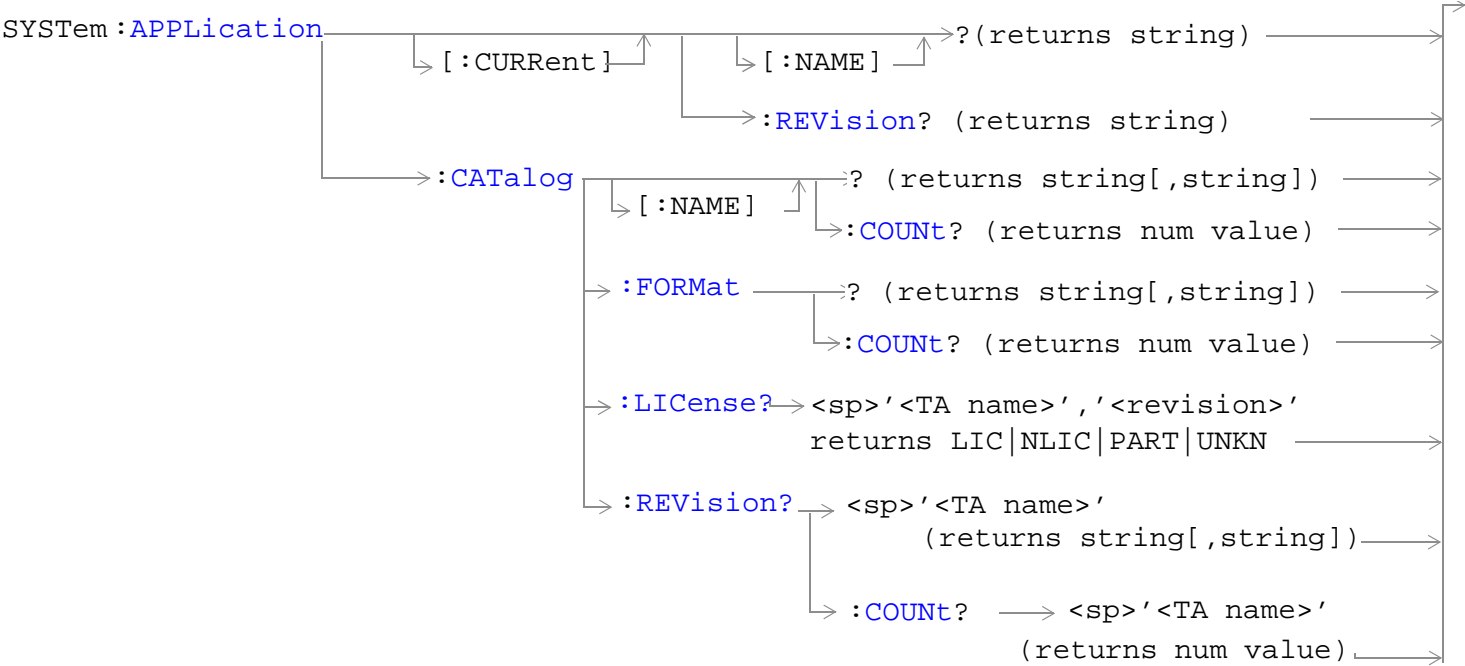 SYSTem:APPLication
?(returns string)
[:CURRent]
[:NAME]
:REVision? (returns string)
:CATalog
? (returns string[,string])
[:NAME]
:COUNt? (returns num value)
:FORMat
? (returns string[,string])
:COUNt? (returns num value)
:LICense? <sp>’<TA name>’,’<revision>’
returns LIC|NLIC|PART|UNKN
:REVision? <sp>’<TA name>’
(returns string[,string])
:COUNt? <sp>’<TA name>’
(returns num value)